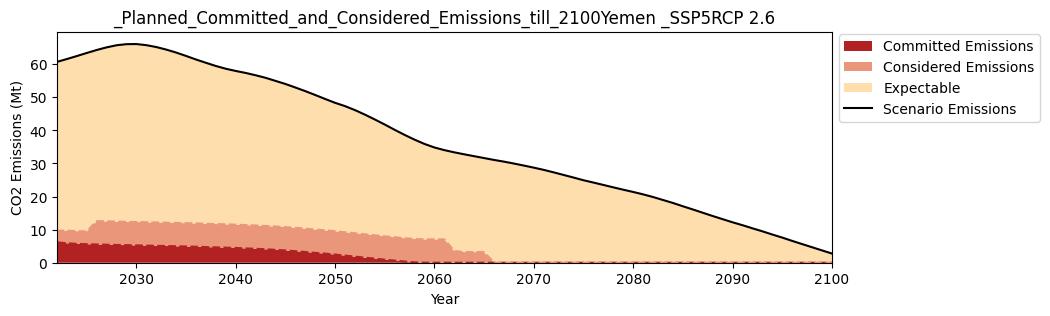 _Planned_Committed_and_Considered_Emissions_till_2100Yemen _SSP5RCP 2.6
CO2 Emissions (Mt)
60
50
40
30
20
10
0
2030 2040 2050 2060 2070 2080 2090 2100
Year
Committed Emissions
Considered Emissions
Expectable
Scenario Emissions